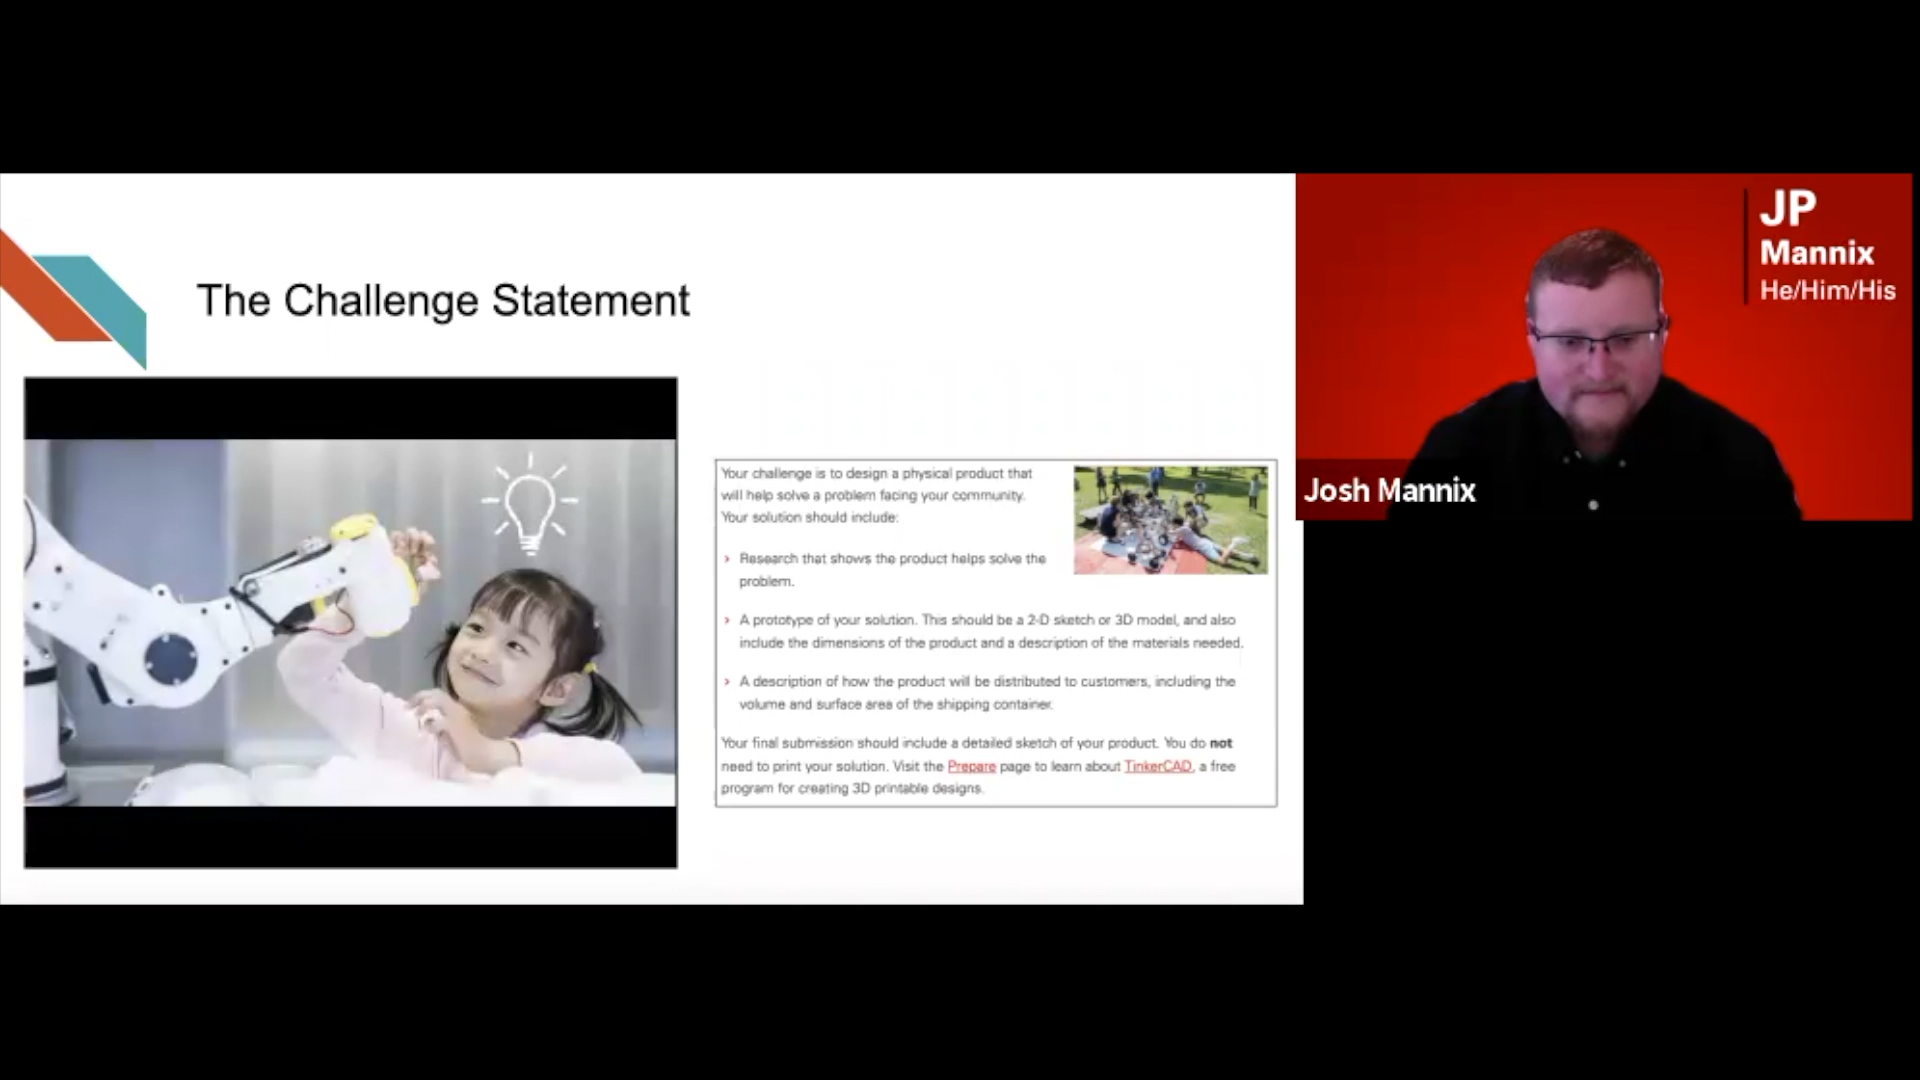 The Challenge Statement
Your challenge is to design a physical product that
will help solve a problem facing your community.
Your solution should include:
› Research that shows the product helps solve the
problem.
› A prototype of your solution. This should be a 2-D sketch or 3D model, and also
include the dimensions of the product and a description of the materials needed.
› A description of how the product will be distributed to customers, including the
volume and surface area of the shipping container.
Your final submission should include a detailed sketch of your product. You do not
need to print your solution. Visit the Prepare page to learn about TinkerCAD, a free
program for creating 3D printable designs.
JP
Mannix
He/Him/His
Josh Mannix